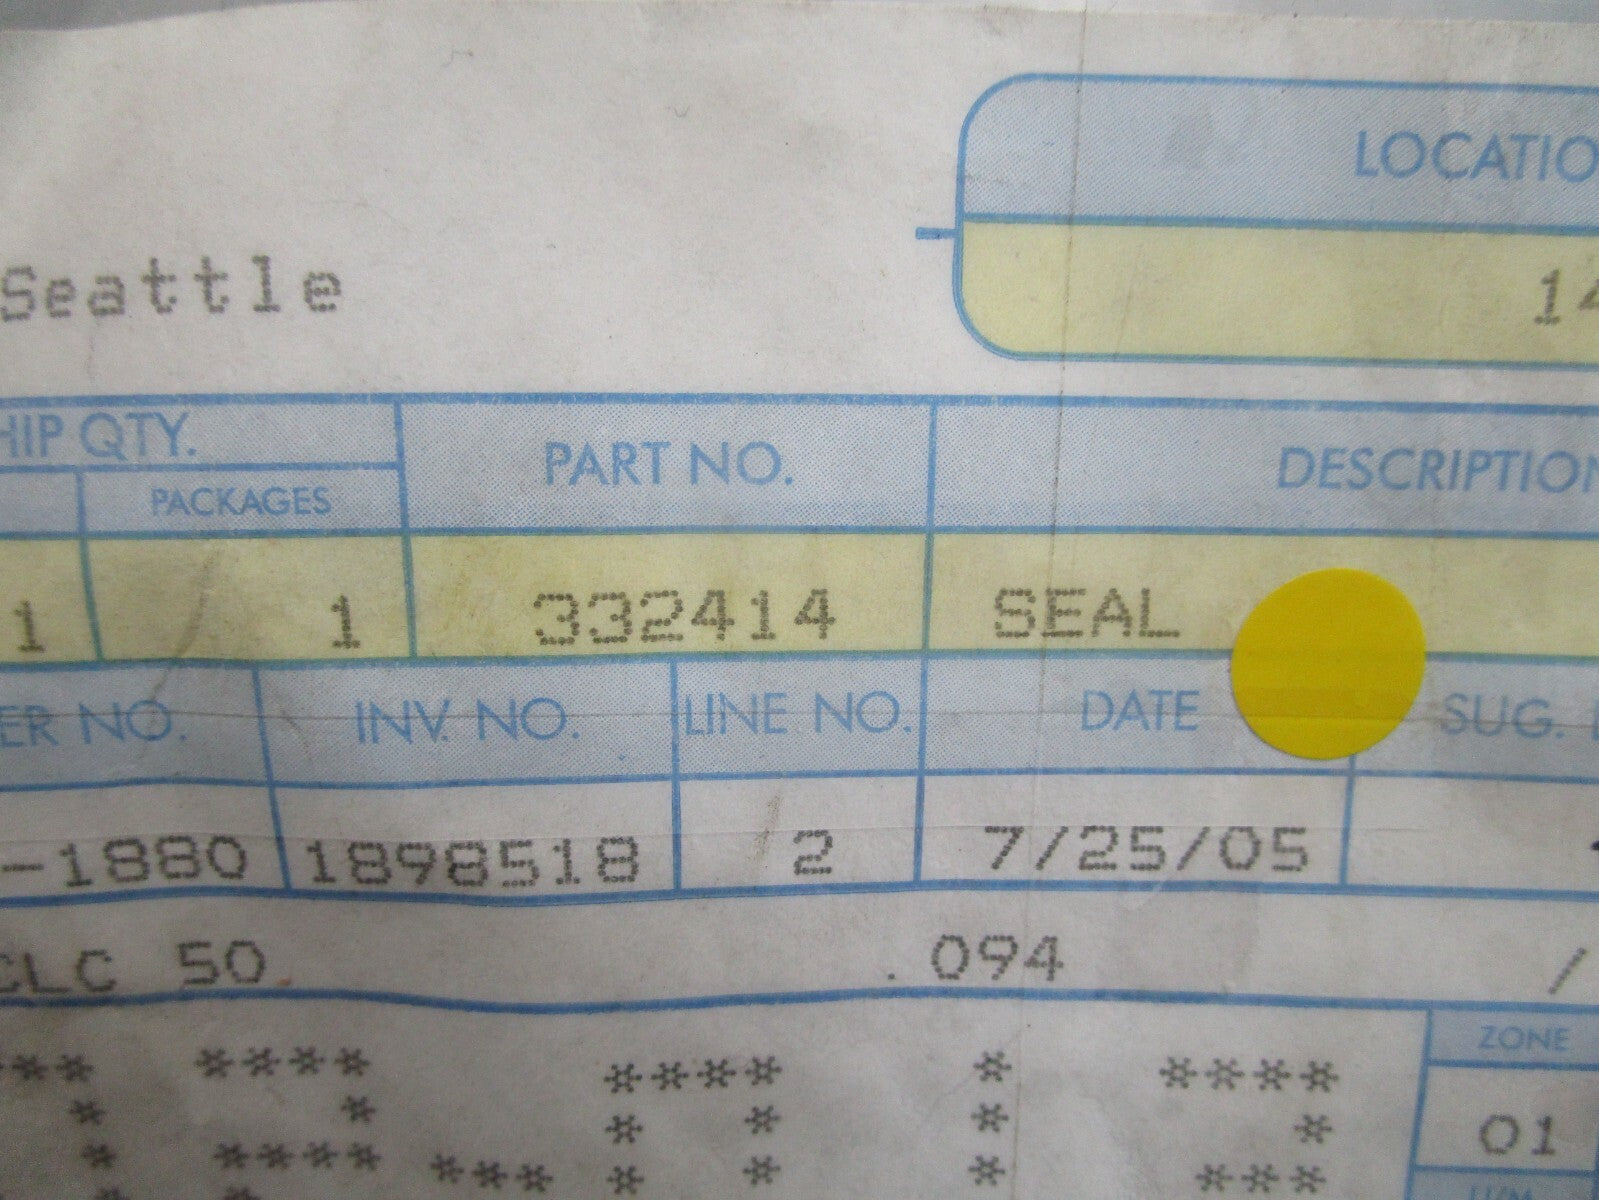 LOCATIO
14
Seattle
HIP QTY.
PART NO.
DESCRIPTION
PACKAGES
1 1 332414 SEAL
ER NO. INV. NO. LINE NO. DATE SUG.
-1880 1898518 2 7/25/05
CLC 50 .094 /
ZONE
*** **** **** * ****
* * * * * *
01
* **** *** * * * ***